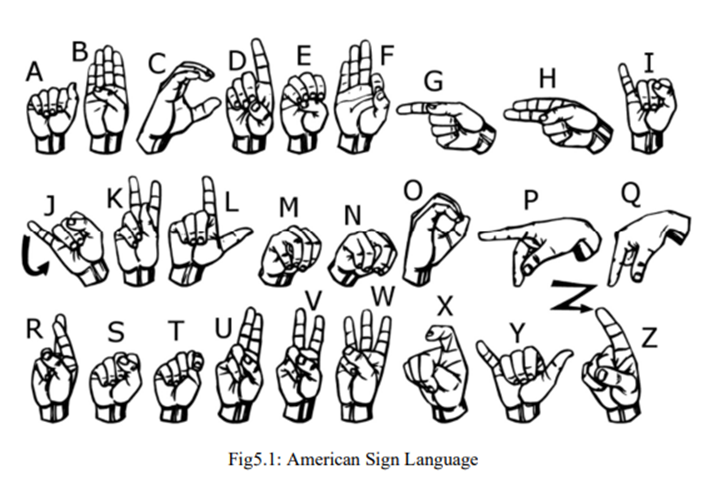 A B C D E F G H I
J K L M N O P Q
R S T U V W X Y Z
Fig5.1: American Sign Language